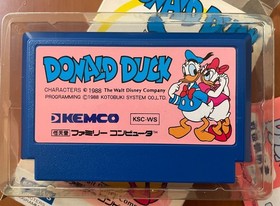 DONALD DUCK
CHARACTERS ©1988 The Walt Disney Company
PROGRAMMING ©1988 KOTOBUKI SYSTEM CO.,LTD.
KEMCO KSC-WS
任天堂 ファミリー コンピュータ